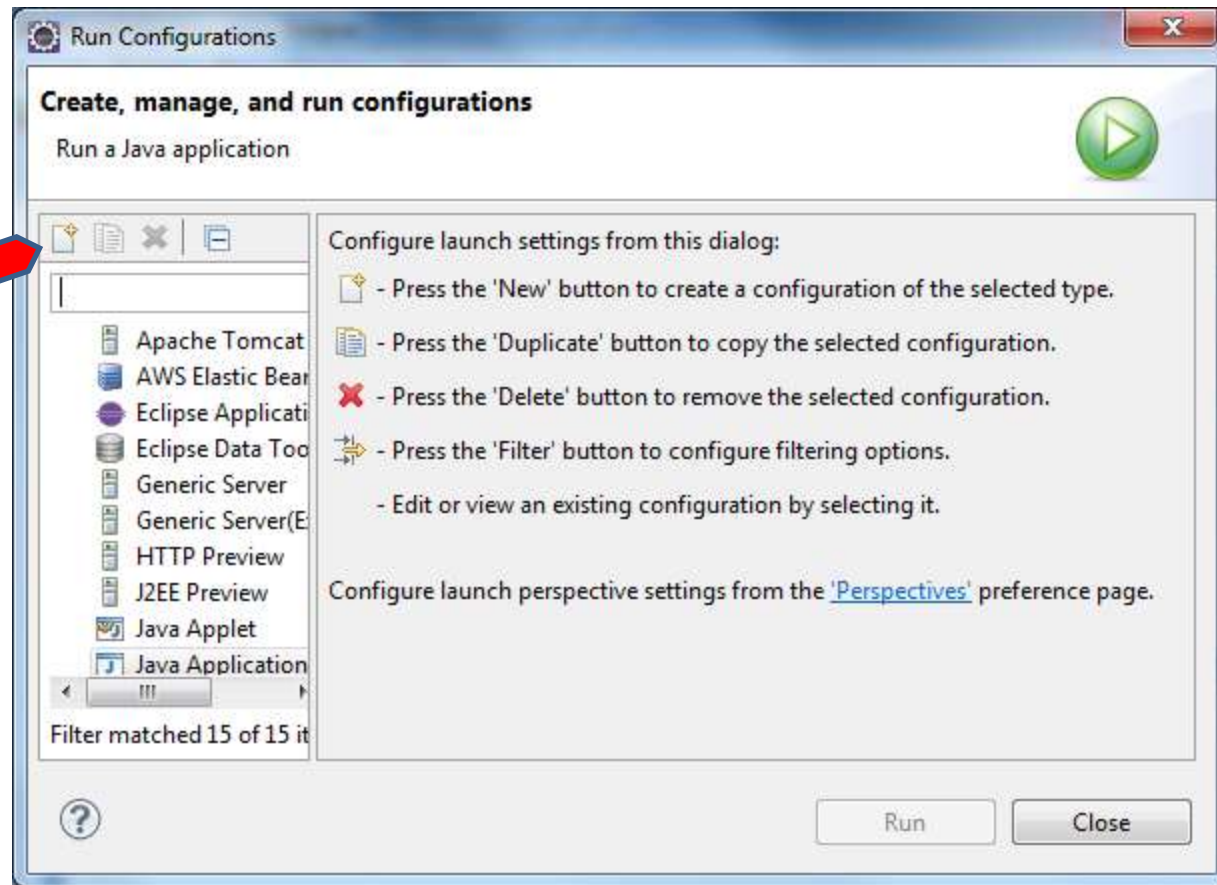 Run Configurations
Create, manage, and run configurations
Run a Java application
Configure launch settings from this dialog:
- Press the 'New' button to create a configuration of the selected type.
- Press the 'Duplicate' button to copy the selected configuration.
- Press the 'Delete' button to remove the selected configuration.
- Press the 'Filter' button to configure filtering options.
- Edit or view an existing configuration by selecting it.
Configure launch perspective settings from the 'Perspectives' preference page.
Apache Tomcat
AWS Elastic Bear
Eclipse Applicati
Eclipse Data Too
Generic Server
Generic Server(E
HTTP Preview
J2EE Preview
Java Applet
Java Application
Filter matched 15 of 15 it
Run
Close